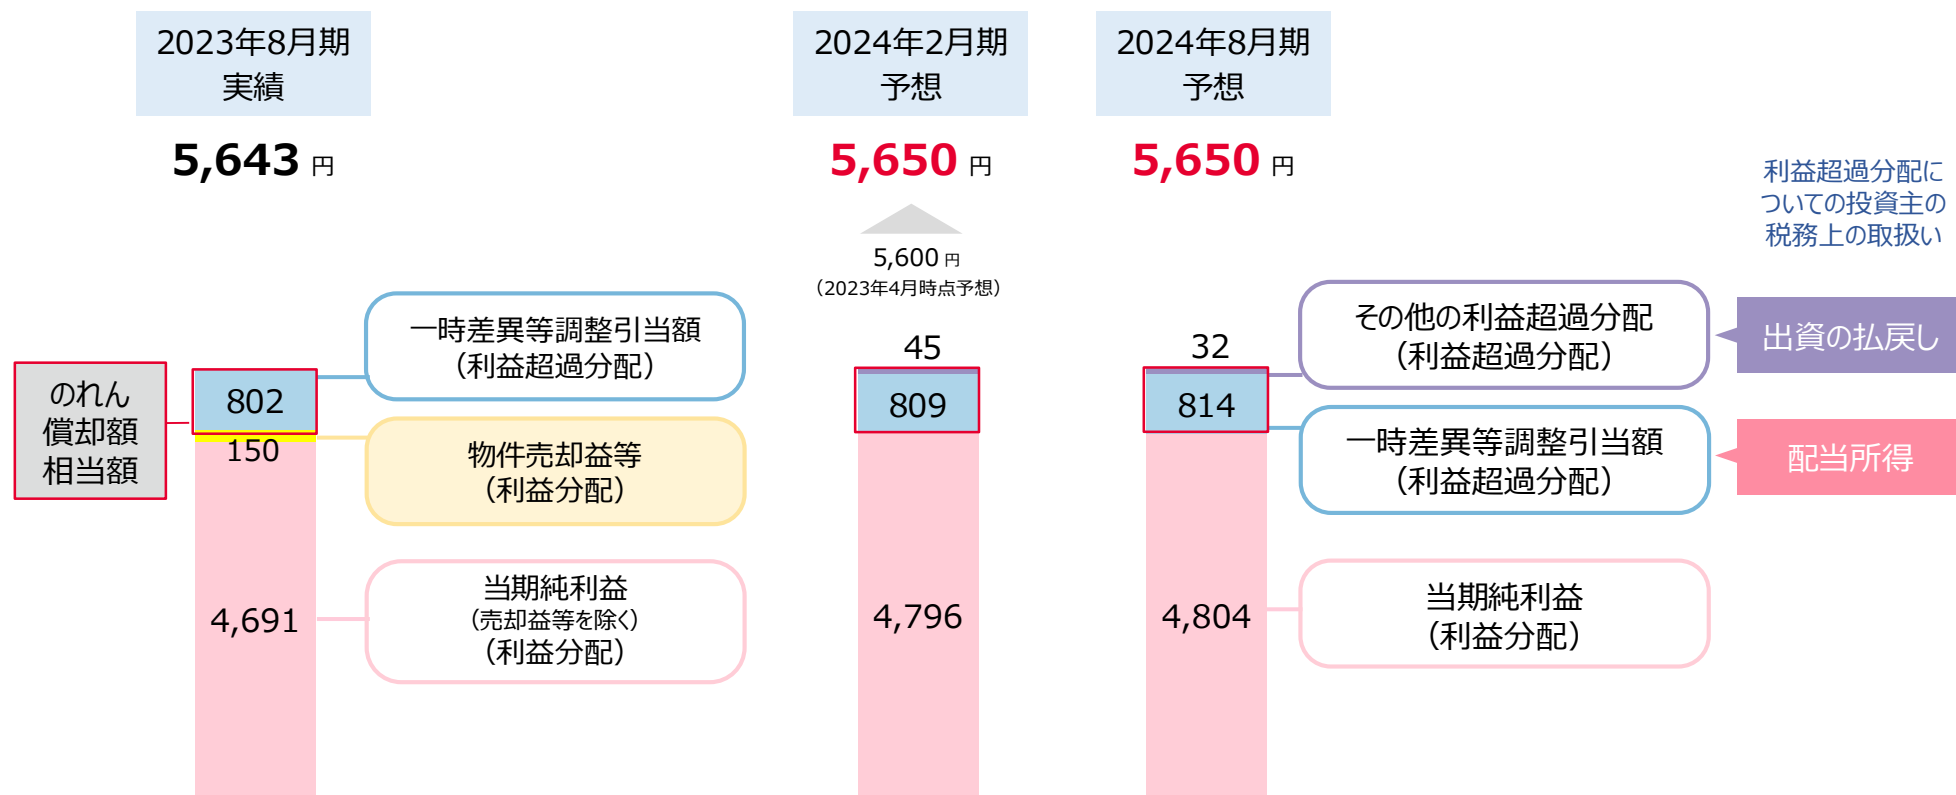 2023年8月期
実績
5,643 円
2024年2月期
予想
5,650 円
5,600 円
（2023年4月時点予想）
2024年8月期
予想
5,650 円
利益超過分配に
ついての投資主の
税務上の取扱い
のれん
償却額
相当額
802
150
4,691
一時差異等調整引当額
（利益超過分配）
物件売却益等
（利益分配）
当期純利益
（売却益等を除く）
（利益分配）
45
809
4,796
32
814
4,804
その他の利益超過分配
（利益超過分配）
一時差異等調整引当額
（利益超過分配）
当期純利益
（利益分配）
出資の払戻し
配当所得